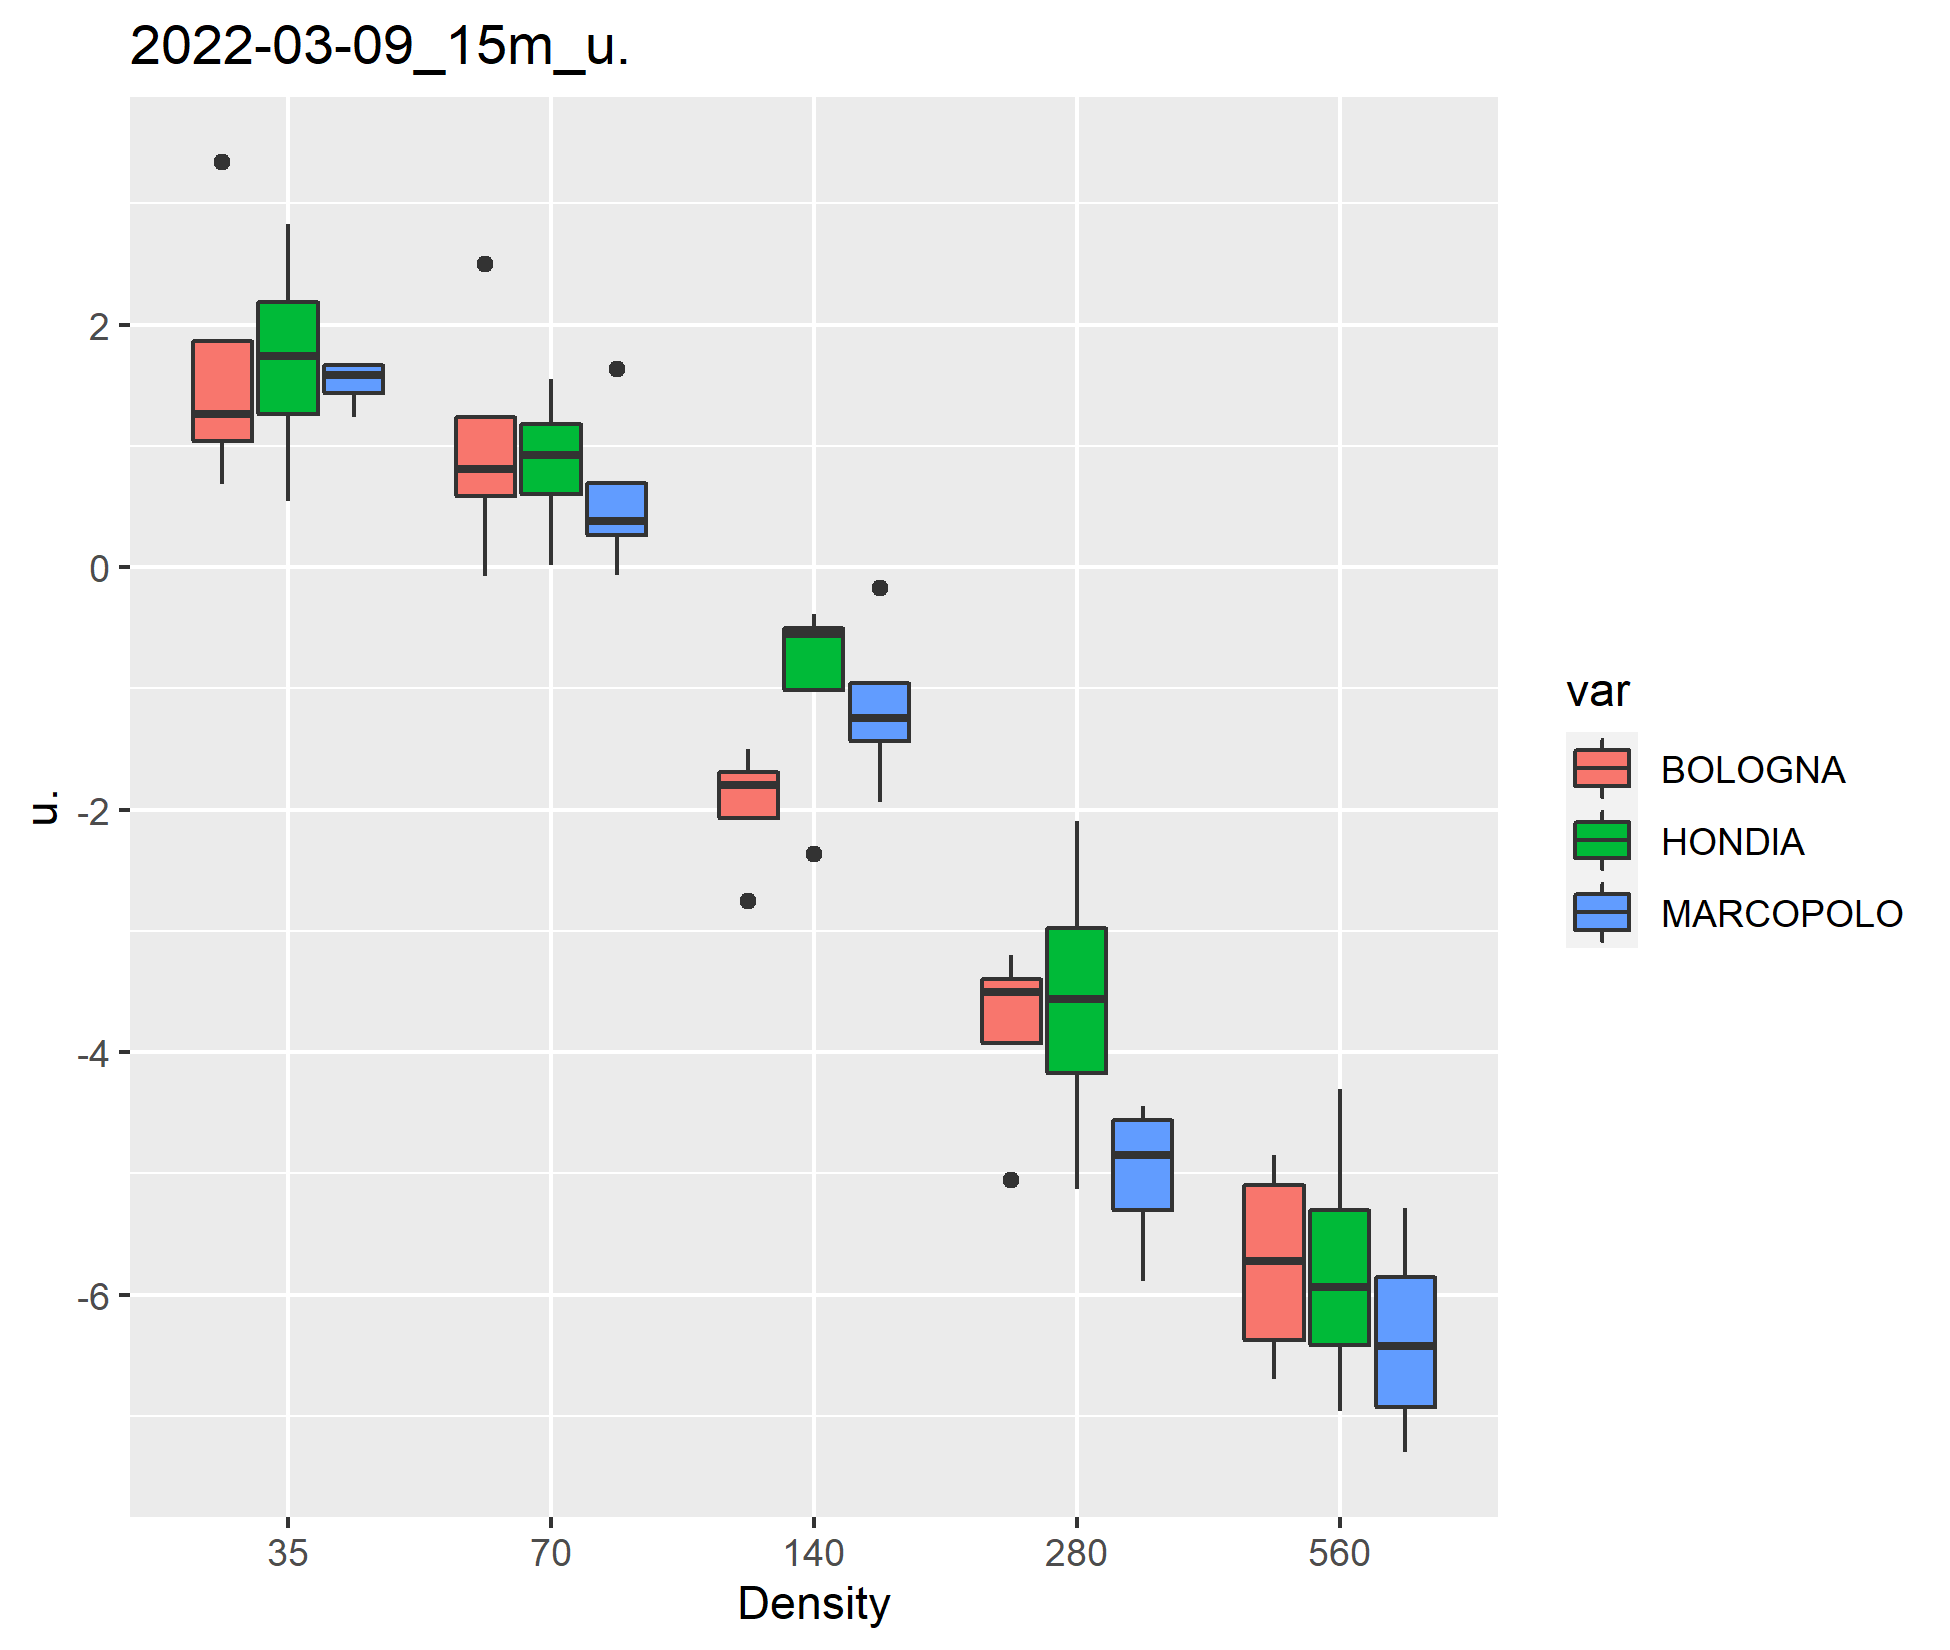 2022-03-09_15m_u.
2
0
-2
-4
-6
u.
35 70 140 280 560
Density
var
BOLOGNA
HONDIA
MARCOPOLO